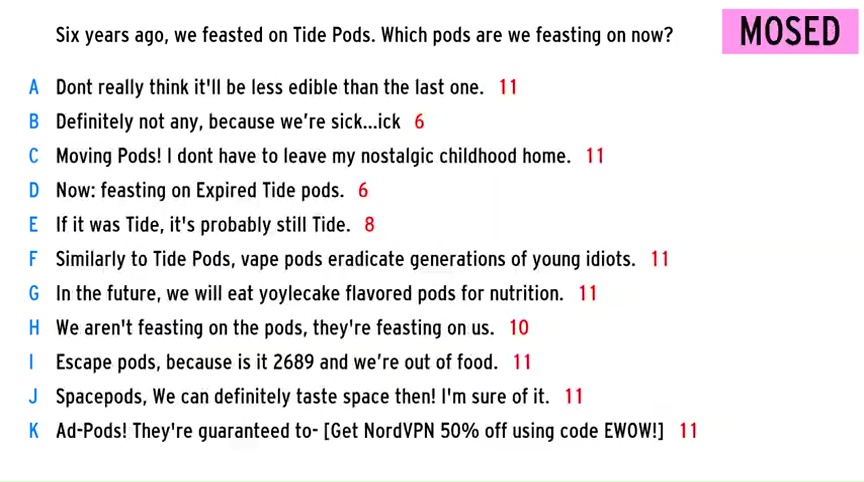 Six years ago, we feasted on Tide Pods. Which pods are we feasting on now?
MOSED
A Dont really think it'll be less edible than the last one. 11
B Definitely not any, because we're sick...ick 6
C Moving Pods! I dont have to leave my nostalgic childhood home. 11
D Now: feasting on Expired Tide pods. 6
E If it was Tide, it's probably still Tide. 8
F Similarly to Tide Pods, vape pods eradicate generations of young idiots. 11
G In the future, we will eat yoylecake flavored pods for nutrition. 11
H We aren't feasting on the pods, they're feasting on us. 10
I Escape pods, because is it 2689 and we're out of food. 11
J Spacepods, We can definitely taste space then! I'm sure of it. 11
K Ad-Pods! They're guaranteed to- [Get NordVPN 50% off using code EWOW!] 11